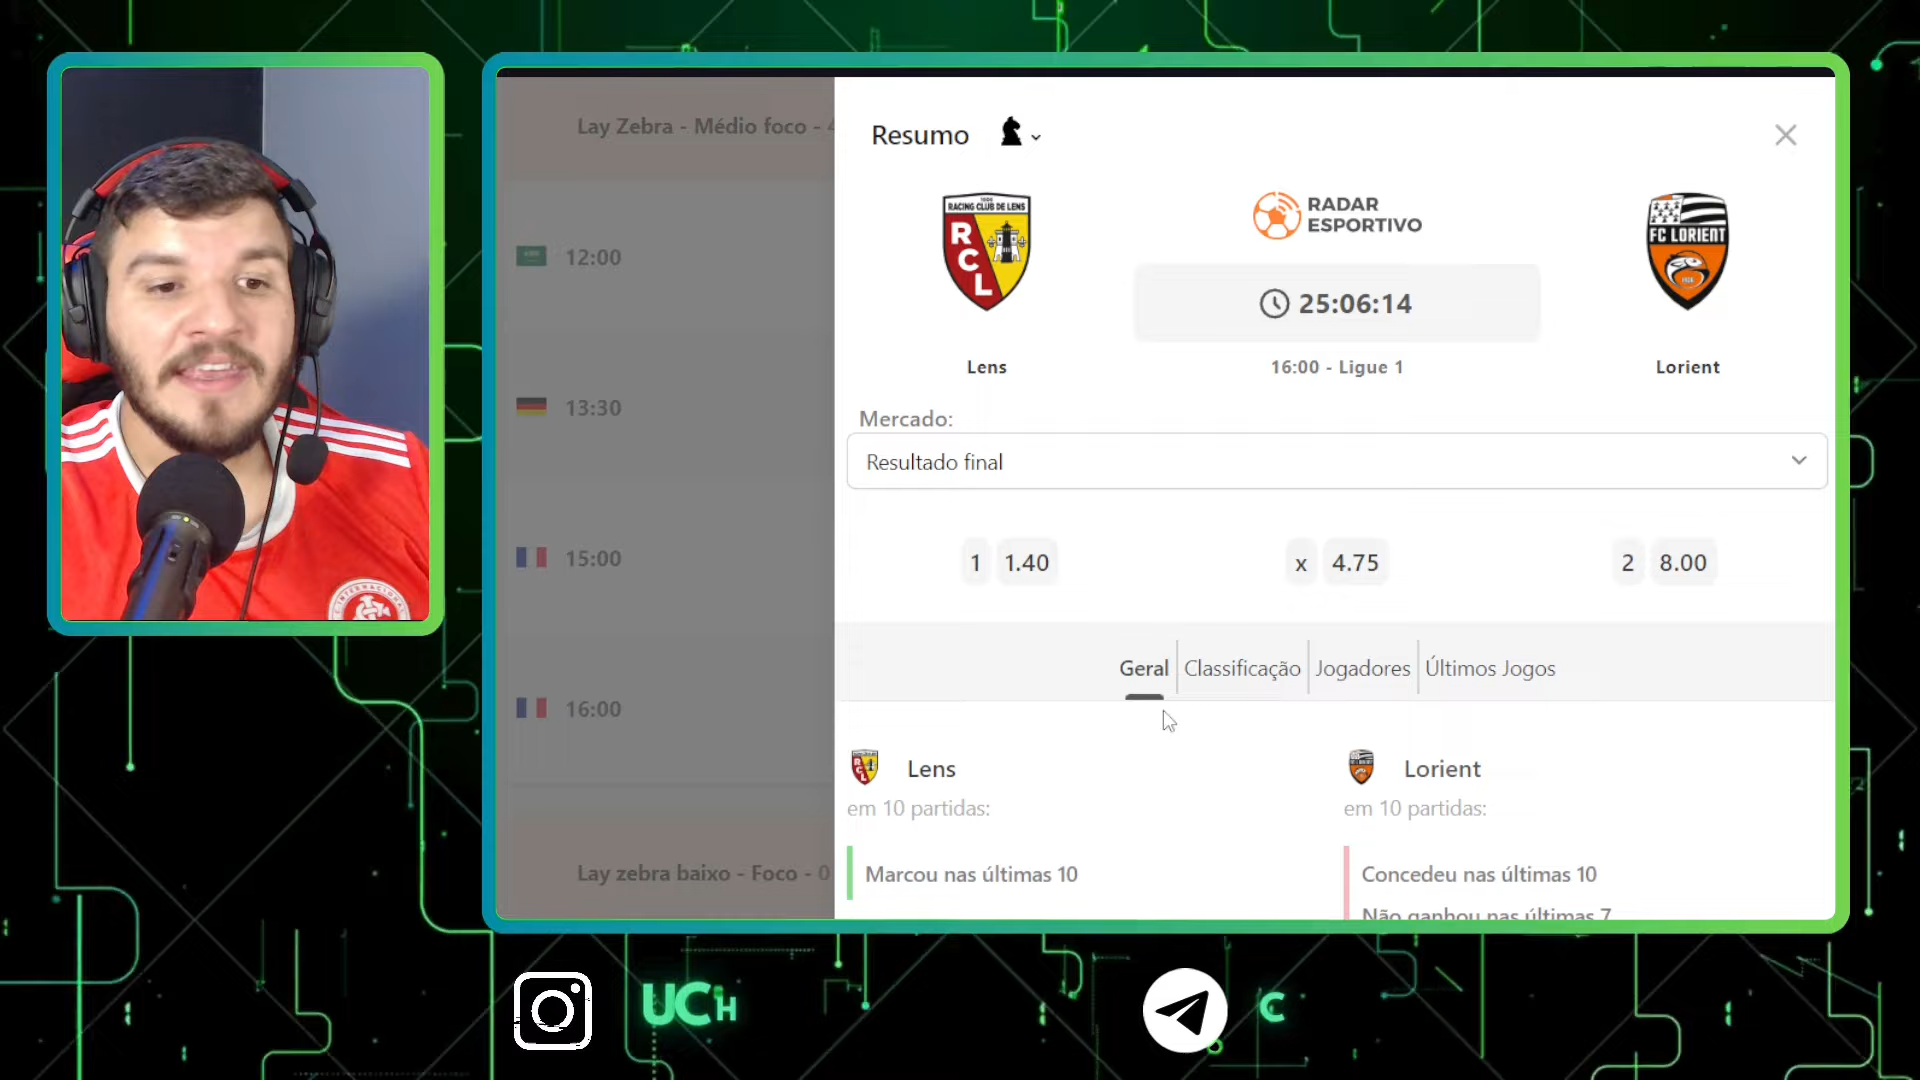 Lay Zebra - Médio foco - 4
12:00
13:30
15:00
16:00
Lay zebra baixo - Foco - 0
Resumo
RACING CLUB DE LENS
RCL
RADAR
ESPORTIVO
FC LORIENT
25:06:14
Lens
16:00 - Ligue 1
Lorient
Mercado:
Resultado final
1 1.40
x 4.75
2 8.00
Geral
Classificação
Jogadores
Últimos Jogos
Lens
em 10 partidas:
Marcou nas últimas 10
Lorient
em 10 partidas:
Concedeu nas últimas 10
Não ganhou nas últimas 7
INTERNACIONAL
UCH
C